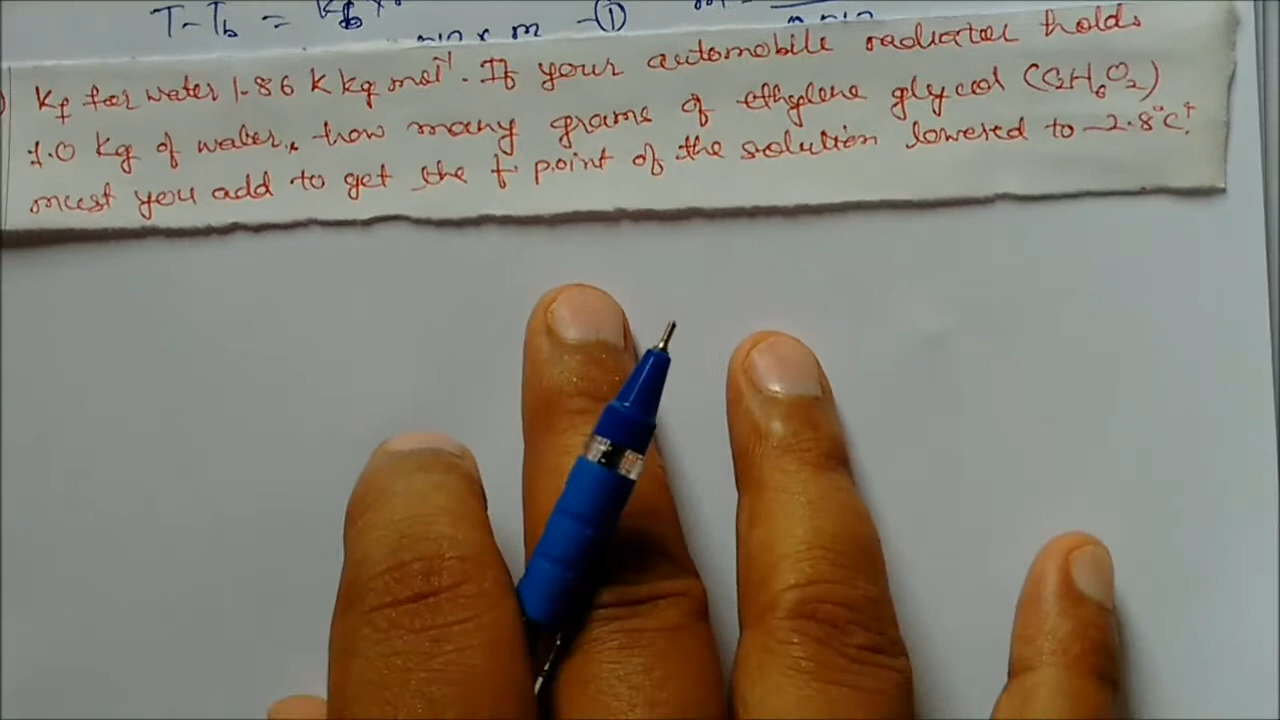 T - Tb = Kb × min × m - ①
Kf for water 1.86 K kg mol⁻¹. If your automobile radiator holds
1.0 kg of water, how many grams of ethylene glycol (C₂H₆O₂)
must you add to get the f. point of the solution lowered to -2.8°C?